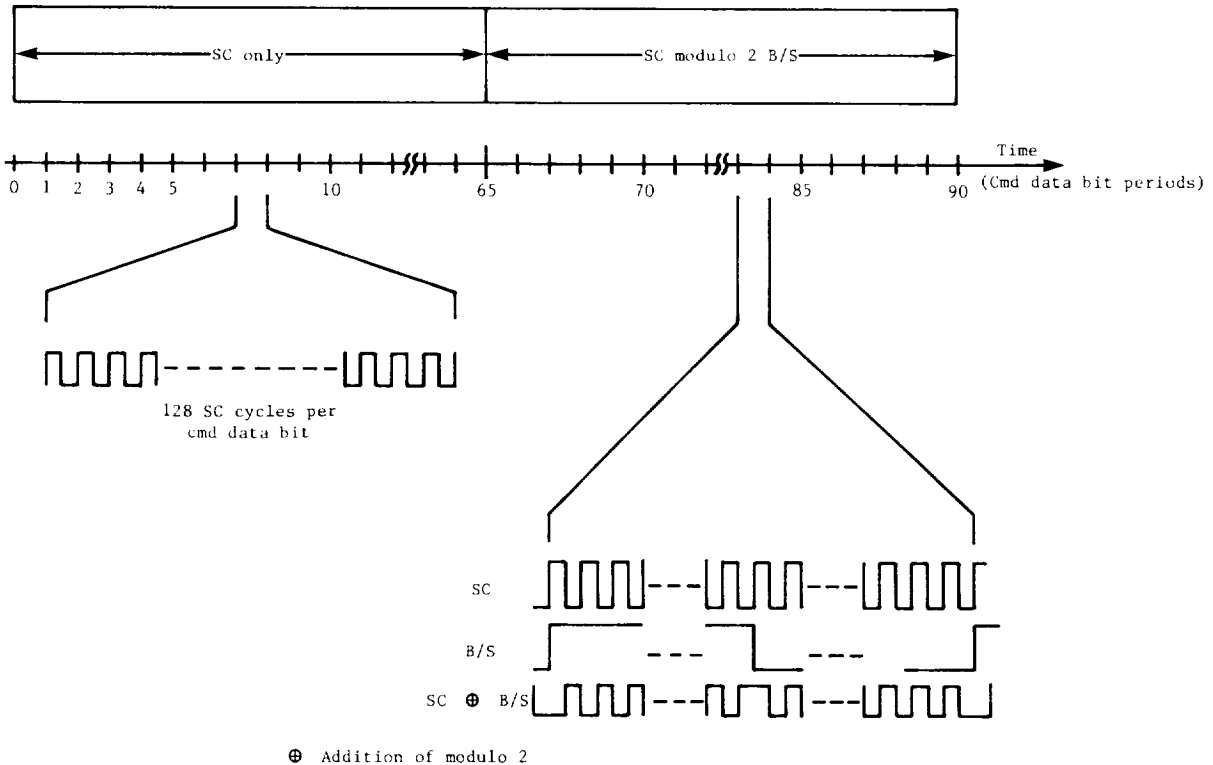 SC only
SC modulo 2 B/S
Time
0 1 2 3 4 5 10 65 70 85 90 (Cmd data bit periods)
128 SC cycles per
cmd data bit
SC
B/S
SC ⊕ B/S
⊕ Addition of modulo 2